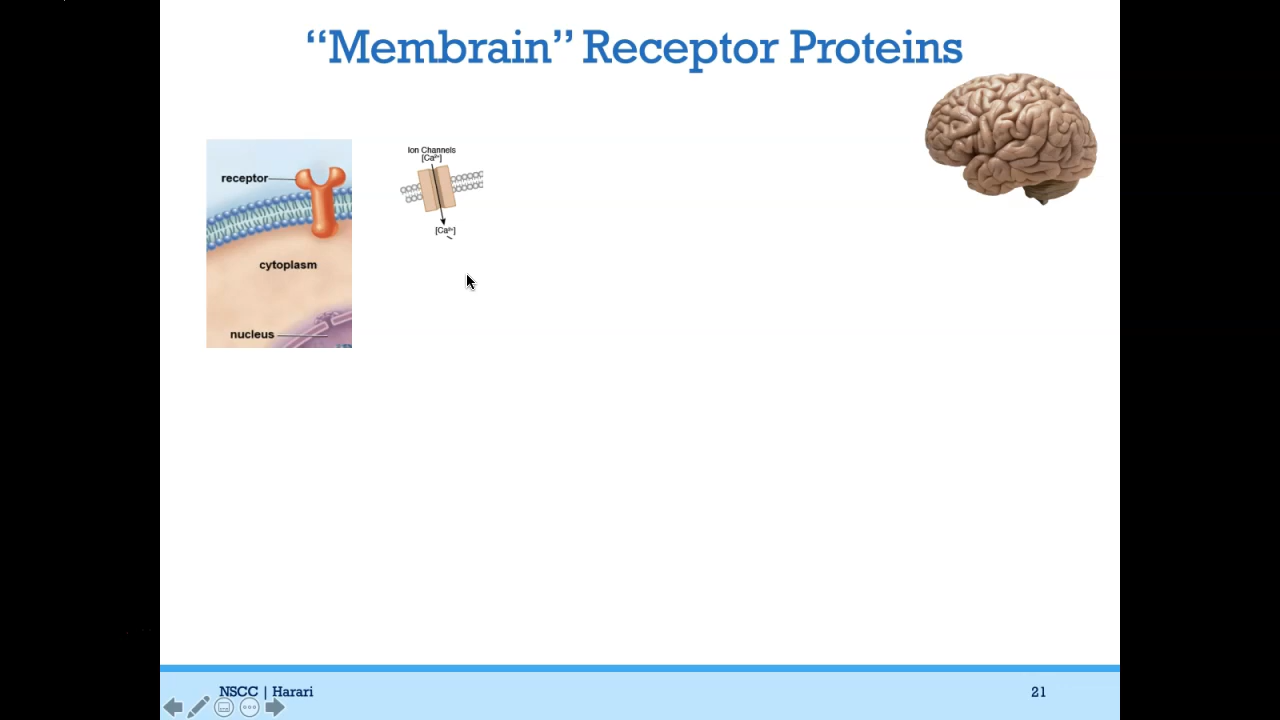 “Membrain” Receptor Proteins
receptor
cytoplasm
nucleus
Ion Channels
[Ca²⁺]
[Ca²⁺]
NSCC | Harari
21